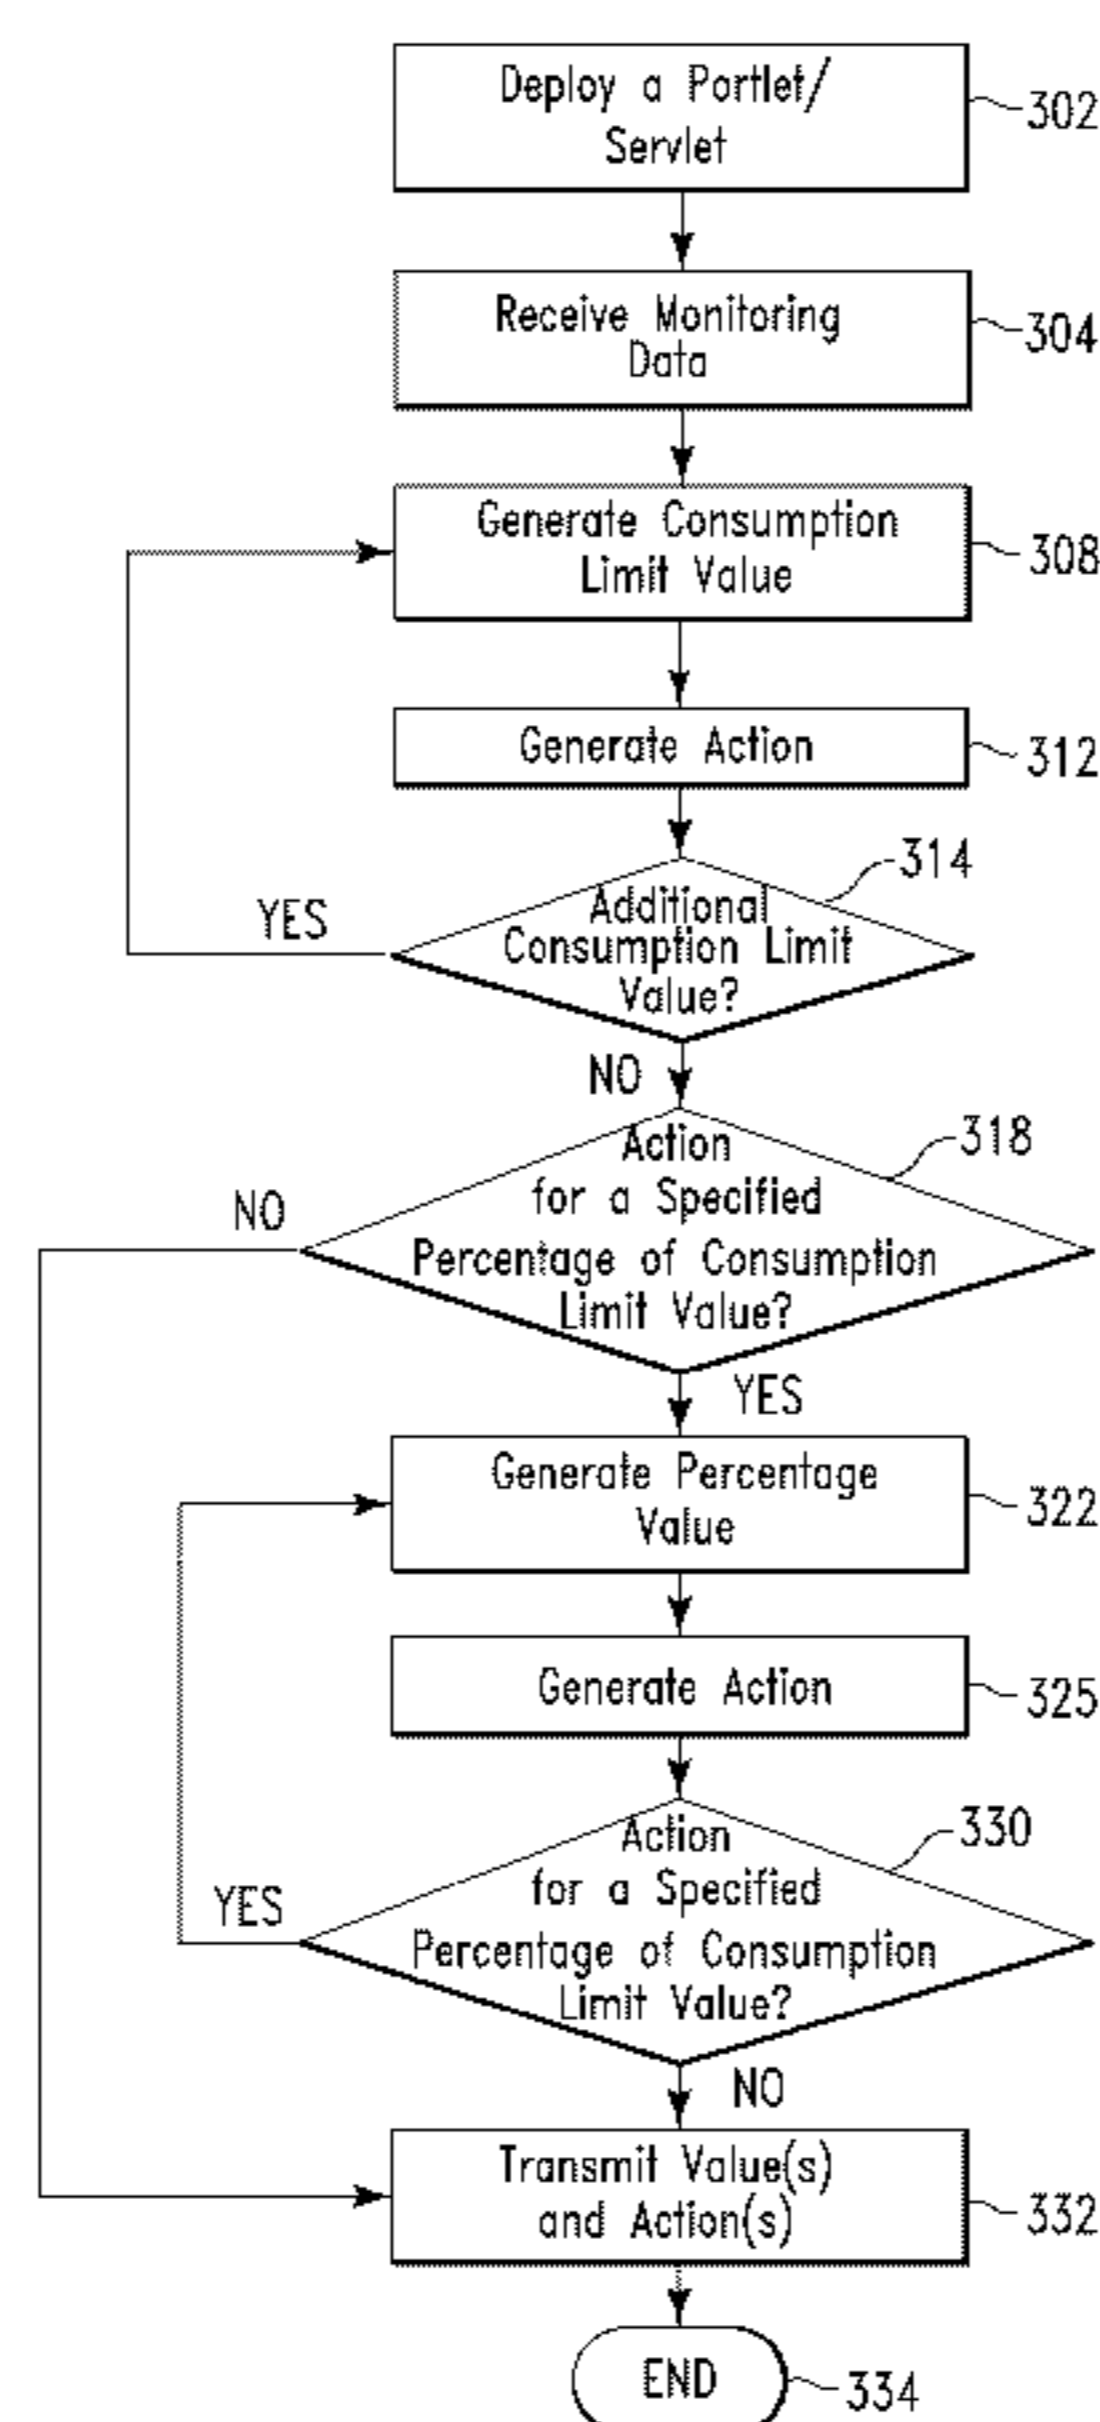 Deploy a Portlet/
Servlet
302
Receive Monitoring
Data
304
Generate Consumption
Limit Value
308
Generate Action
312
314
Additional
Consumption Limit
Value?
YES
NO
318
Action
for a Specified
Percentage of Consumption
Limit Value?
NO
YES
Generate Percentage
Value
322
Generate Action
325
330
Action
for a Specified
Percentage of Consumption
Limit Value?
YES
NO
Transmit Value(s)
and Action(s)
332
END
334